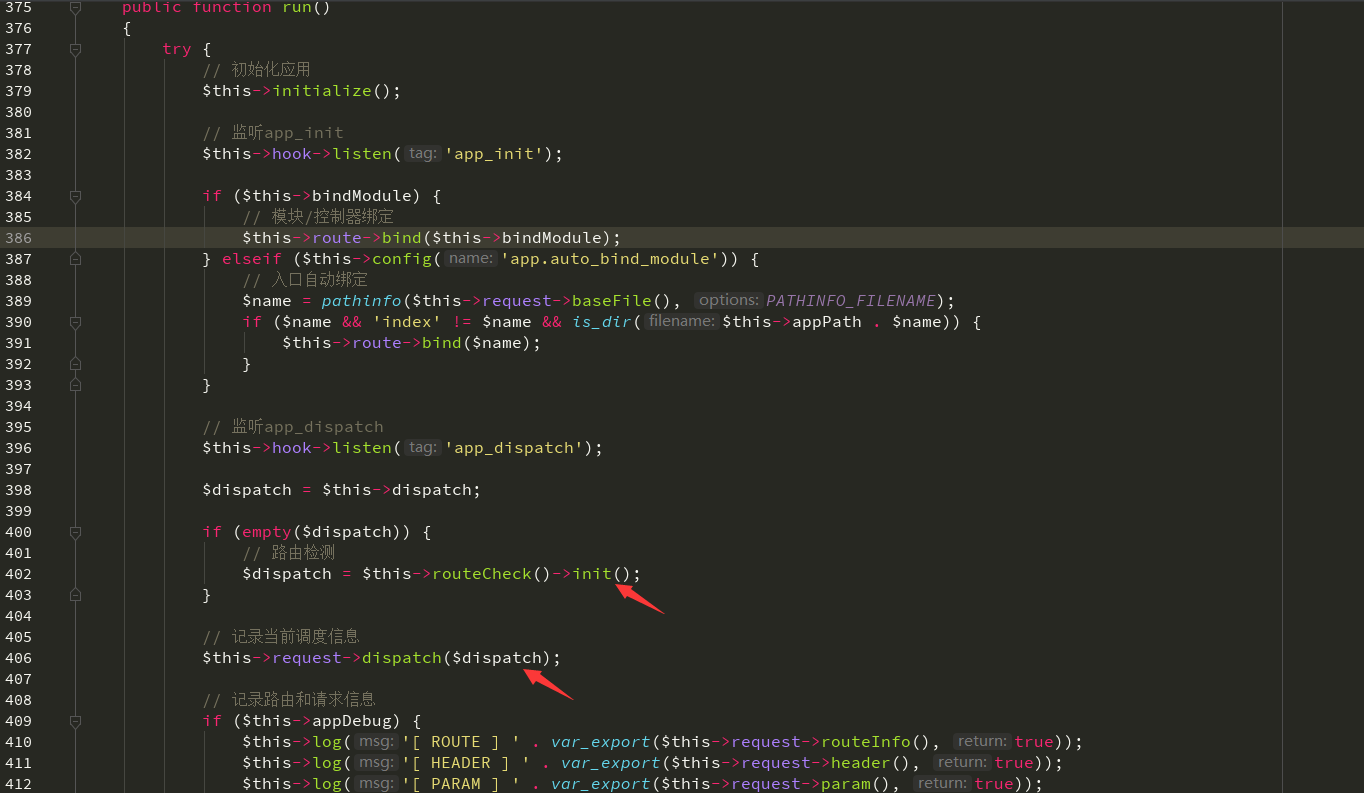 375 public function run()
376 {
377 try {
378 // 初始化应用
379 $this->initialize();
380
381 // 监听app_init
382 $this->hook->listen( tag: 'app_init');
383
384 if ($this->bindModule) {
385 // 模块/控制器绑定
386 $this->route->bind($this->bindModule);
387 } elseif ($this->config( name: 'app.auto_bind_module')) {
388 // 入口自动绑定
389 $name = pathinfo($this->request->baseFile(), options: PATHINFO_FILENAME);
390 if ($name && 'index' != $name && is_dir( filename: $this->appPath . $name)) {
391 $this->route->bind($name);
392 }
393 }
394
395 // 监听app_dispatch
396 $this->hook->listen( tag: 'app_dispatch');
397
398 $dispatch = $this->dispatch;
399
400 if (empty($dispatch)) {
401 // 路由检测
402 $dispatch = $this->routeCheck()->init();
403 }
404
405 // 记录当前调度信息
406 $this->request->dispatch($dispatch);
407
408 // 记录路由和请求信息
409 if ($this->appDebug) {
410 $this->log( msg: '[ ROUTE ] ' . var_export($this->request->routeInfo(), return: true));
411 $this->log( msg: '[ HEADER ] ' . var_export($this->request->header(), return: true));
412 $this->log( msg: '[ PARAM ] ' . var_export($this->request->param(), return: true));